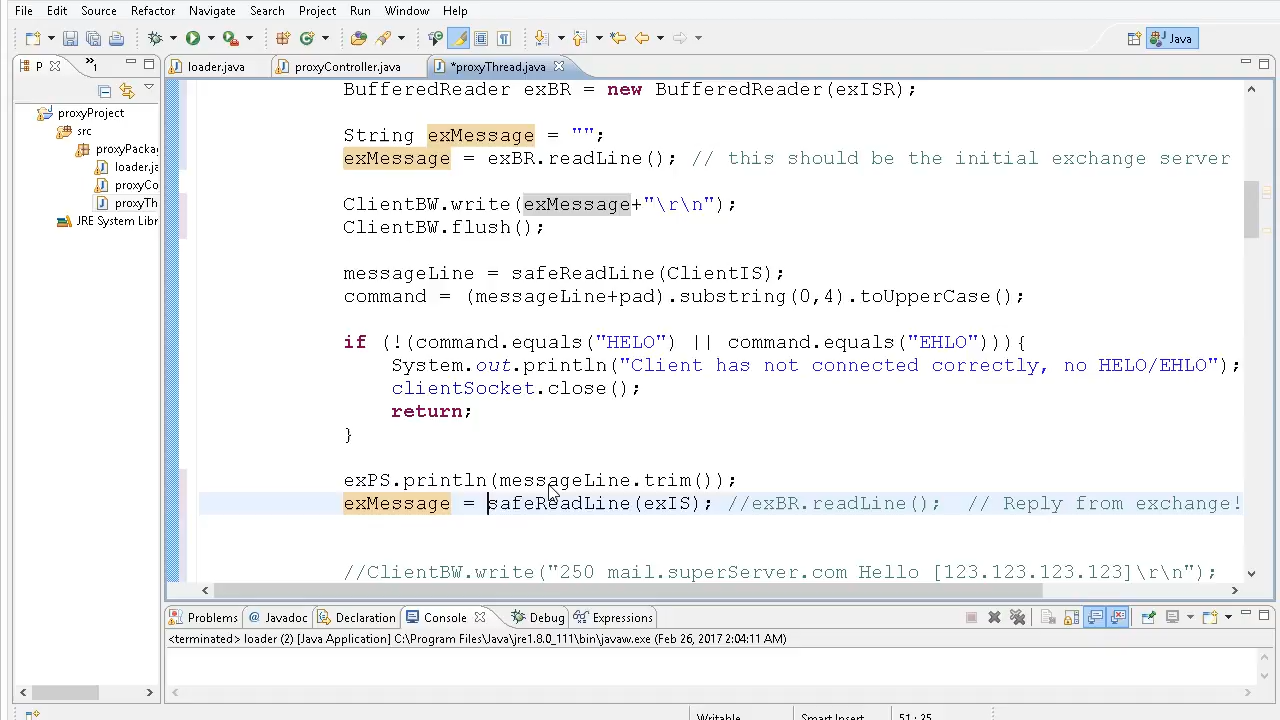 File Edit Source Refactor Navigate Search Project Run Window Help
Java
P 1
loader.java proxyController.java *proxyThread.java
proxyProject
src
proxyPacka
loader.ja
proxyCo
proxyTh
JRE System Libr
BufferedReader exBR = new BufferedReader(exISR);
String exMessage = "";
exMessage = exBR.readLine(); // this should be the initial exchange server
ClientBW.write(exMessage+"\r\n");
ClientBW.flush();
messageLine = safeReadLine(ClientIS);
command = (messageLine+pad).substring(0,4).toUpperCase();
if (!(command.equals("HELO") || command.equals("EHLO"))){
System.out.println("Client has not connected correctly, no HELO/EHLO");
clientSocket.close();
return;
}
exPS.println(messageLine.trim());
exMessage = safeReadLine(exIS); //exBR.readLine(); // Reply from exchange!
//ClientBW.write("250 mail.superServer.com Hello [123.123.123.123]\r\n");
Problems @ Javadoc Declaration Console Debug Expressions
<terminated> loader (2) [Java Application] C:\Program Files\Java\jre1.8.0_111\bin\javaw.exe (Feb 26, 2017 2:04:11 AM)
Writable Smart Insert 51 : 25